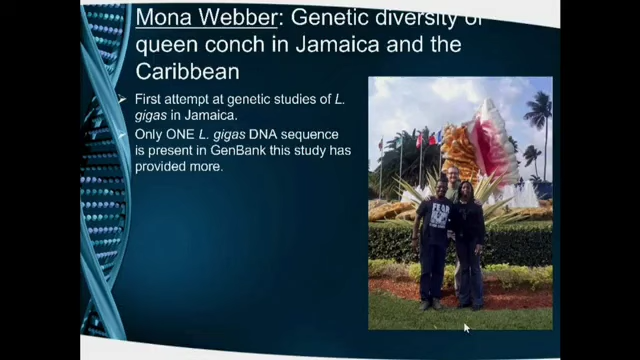 Mona Webber: Genetic diversity of
queen conch in Jamaica and the
Caribbean
First attempt at genetic studies of L.
gigas in Jamaica.
Only ONE L. gigas DNA sequence
is present in GenBank this study has
provided more.